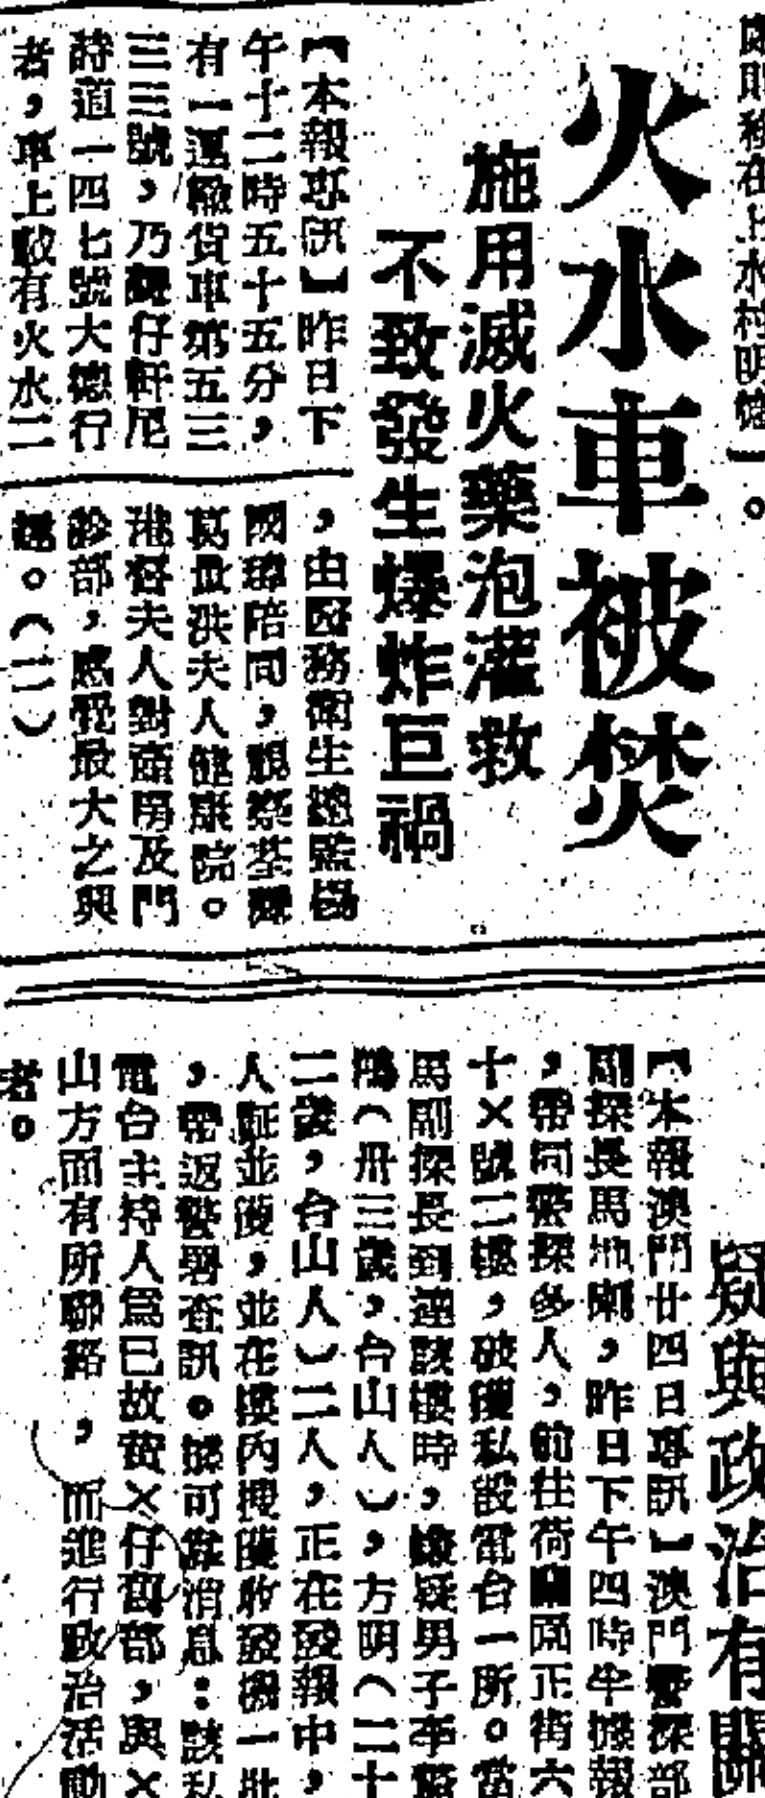 火水車被焚
施用滅火藥泡灌救
不致發生爆炸巨禍
【本報專訊】昨日下
午十二時五十五分，
有一運輸貨車第五三
三三號，乃灣仔軒尼
詩道一四七號大德行
者，車上載有火水二
，由醫務衛生總監楊
國璋陪同，視察荃灣
葛量洪夫人健康院。
港督夫人對產房及門
診部，感覺最大之興
趣。（二）
疑與政治有關
【本報澳門廿四日專訊】澳門警探部
副探長馬地喇，昨日下午四時半據報
，帶同警探多人，前往荷蘭園正街六
十×號二樓，破獲私設電台一所。當
馬副探長到達該樓時，嫌疑男子李
鴻（卅三歲，台山人），方明（二十
二歲，台山人）二人，正在發報中，
人証並獲，並在樓內搜獲收發機一批
，帶返警署查訊。據可靠消息：該私
電台主持人為已故黃×仔舊部，與×
山方面有所聯絡，而進行政治活動
者。